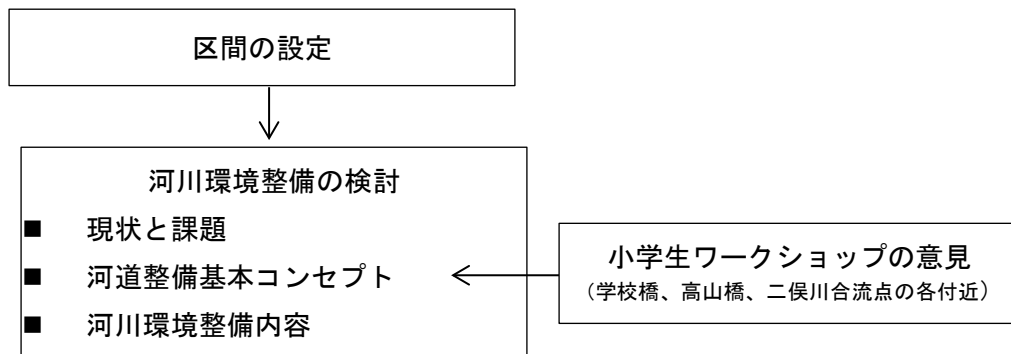 区間の設定
河川環境整備の検討
■ 現状と課題
■ 河道整備基本コンセプト
■ 河川環境整備内容
小学生ワークショップの意見
（学校橋、高山橋、二俣川合流点の各付近）